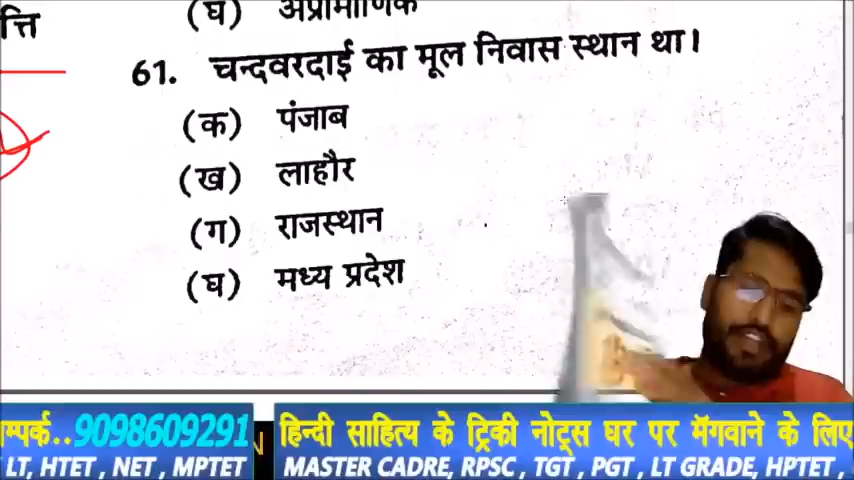 त्ति
(घ) अप्रामाणिक
61. चन्दवरदाई का मूल निवास स्थान था।
(क) पंजाब
(ख) लाहौर
(ग) राजस्थान
(घ) मध्य प्रदेश
म्पर्क..9098609291
हिन्दी साहित्य के ट्रिकी नोट्स घर पर मॅगवाने के लिए
LT, HTET , NET , MPTET
N
MASTER CADRE, RPSC , TGT , PGT , LT GRADE, HPTET ,